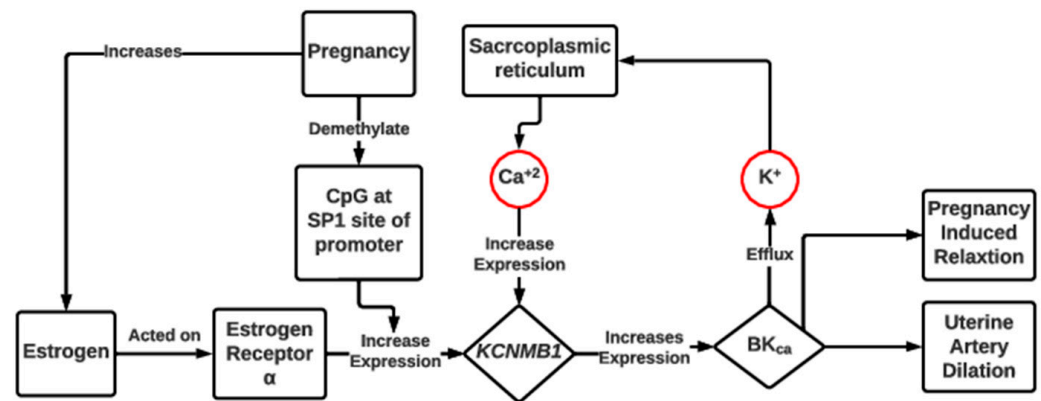 Increases
Pregnancy
Sacrcoplasmic
reticulum
Demethylate
CpG at
SP1 site of
promoter
Ca+2
K+
Increase
Expression
Efflux
Pregnancy
Induced
Relaxtion
Estrogen
Acted on
Estrogen
Receptor
α
Increase
Expression
KCNMB1
Increases
Expression
BKca
Uterine
Artery
Dilation